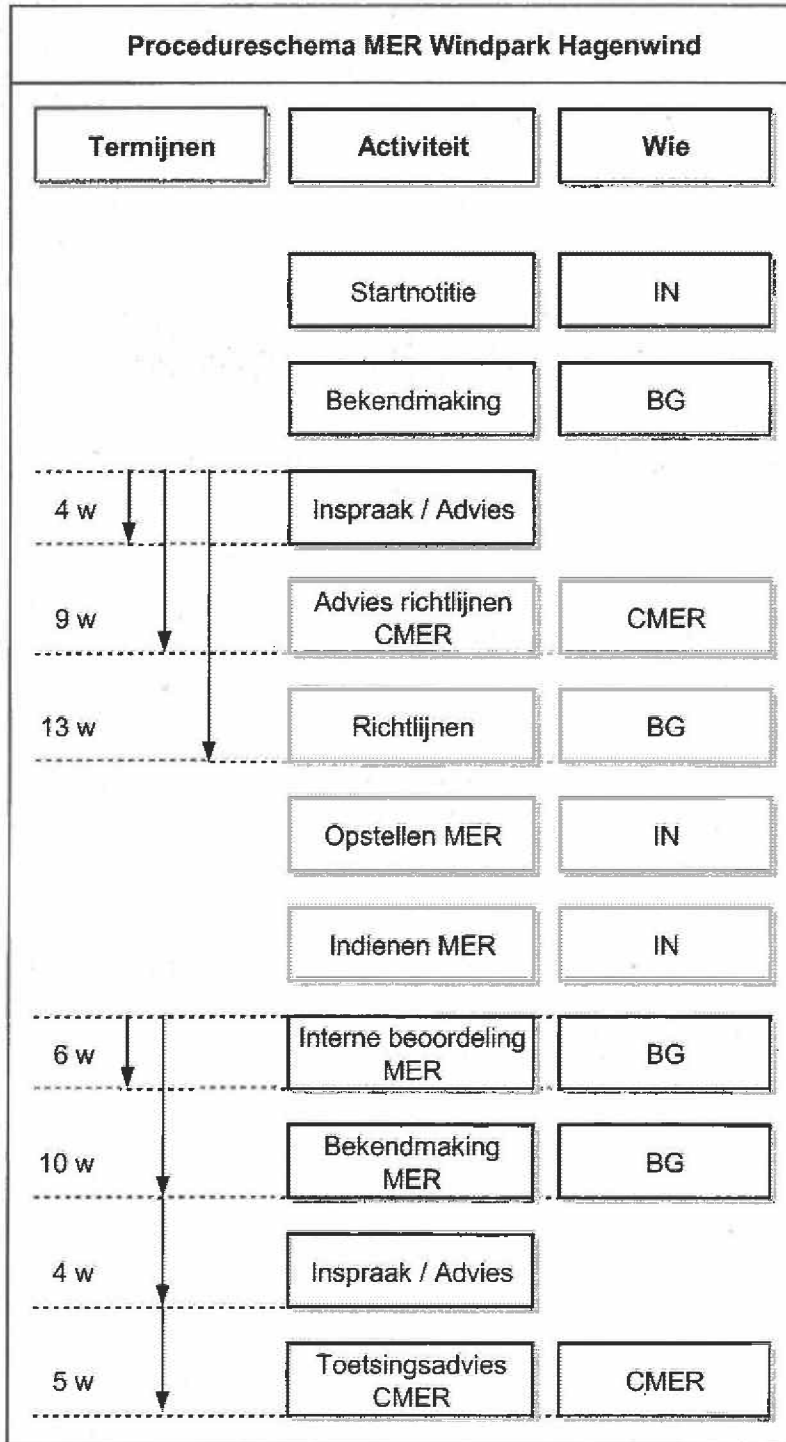 Procedureschema MER Windpark Hagenwind
Termijnen Activiteit Wie
Startnotitie IN
Bekendmaking BG
4 w Inspraak / Advies
9 w Advies richtlijnen
CMER CMER
13 w Richtlijnen BG
Opstellen MER IN
Indienen MER IN
6 w Interne beoordeling
MER BG
10 w Bekendmaking
MER BG
4 w Inspraak / Advies
5 w Toetsingsadvies
CMER CMER